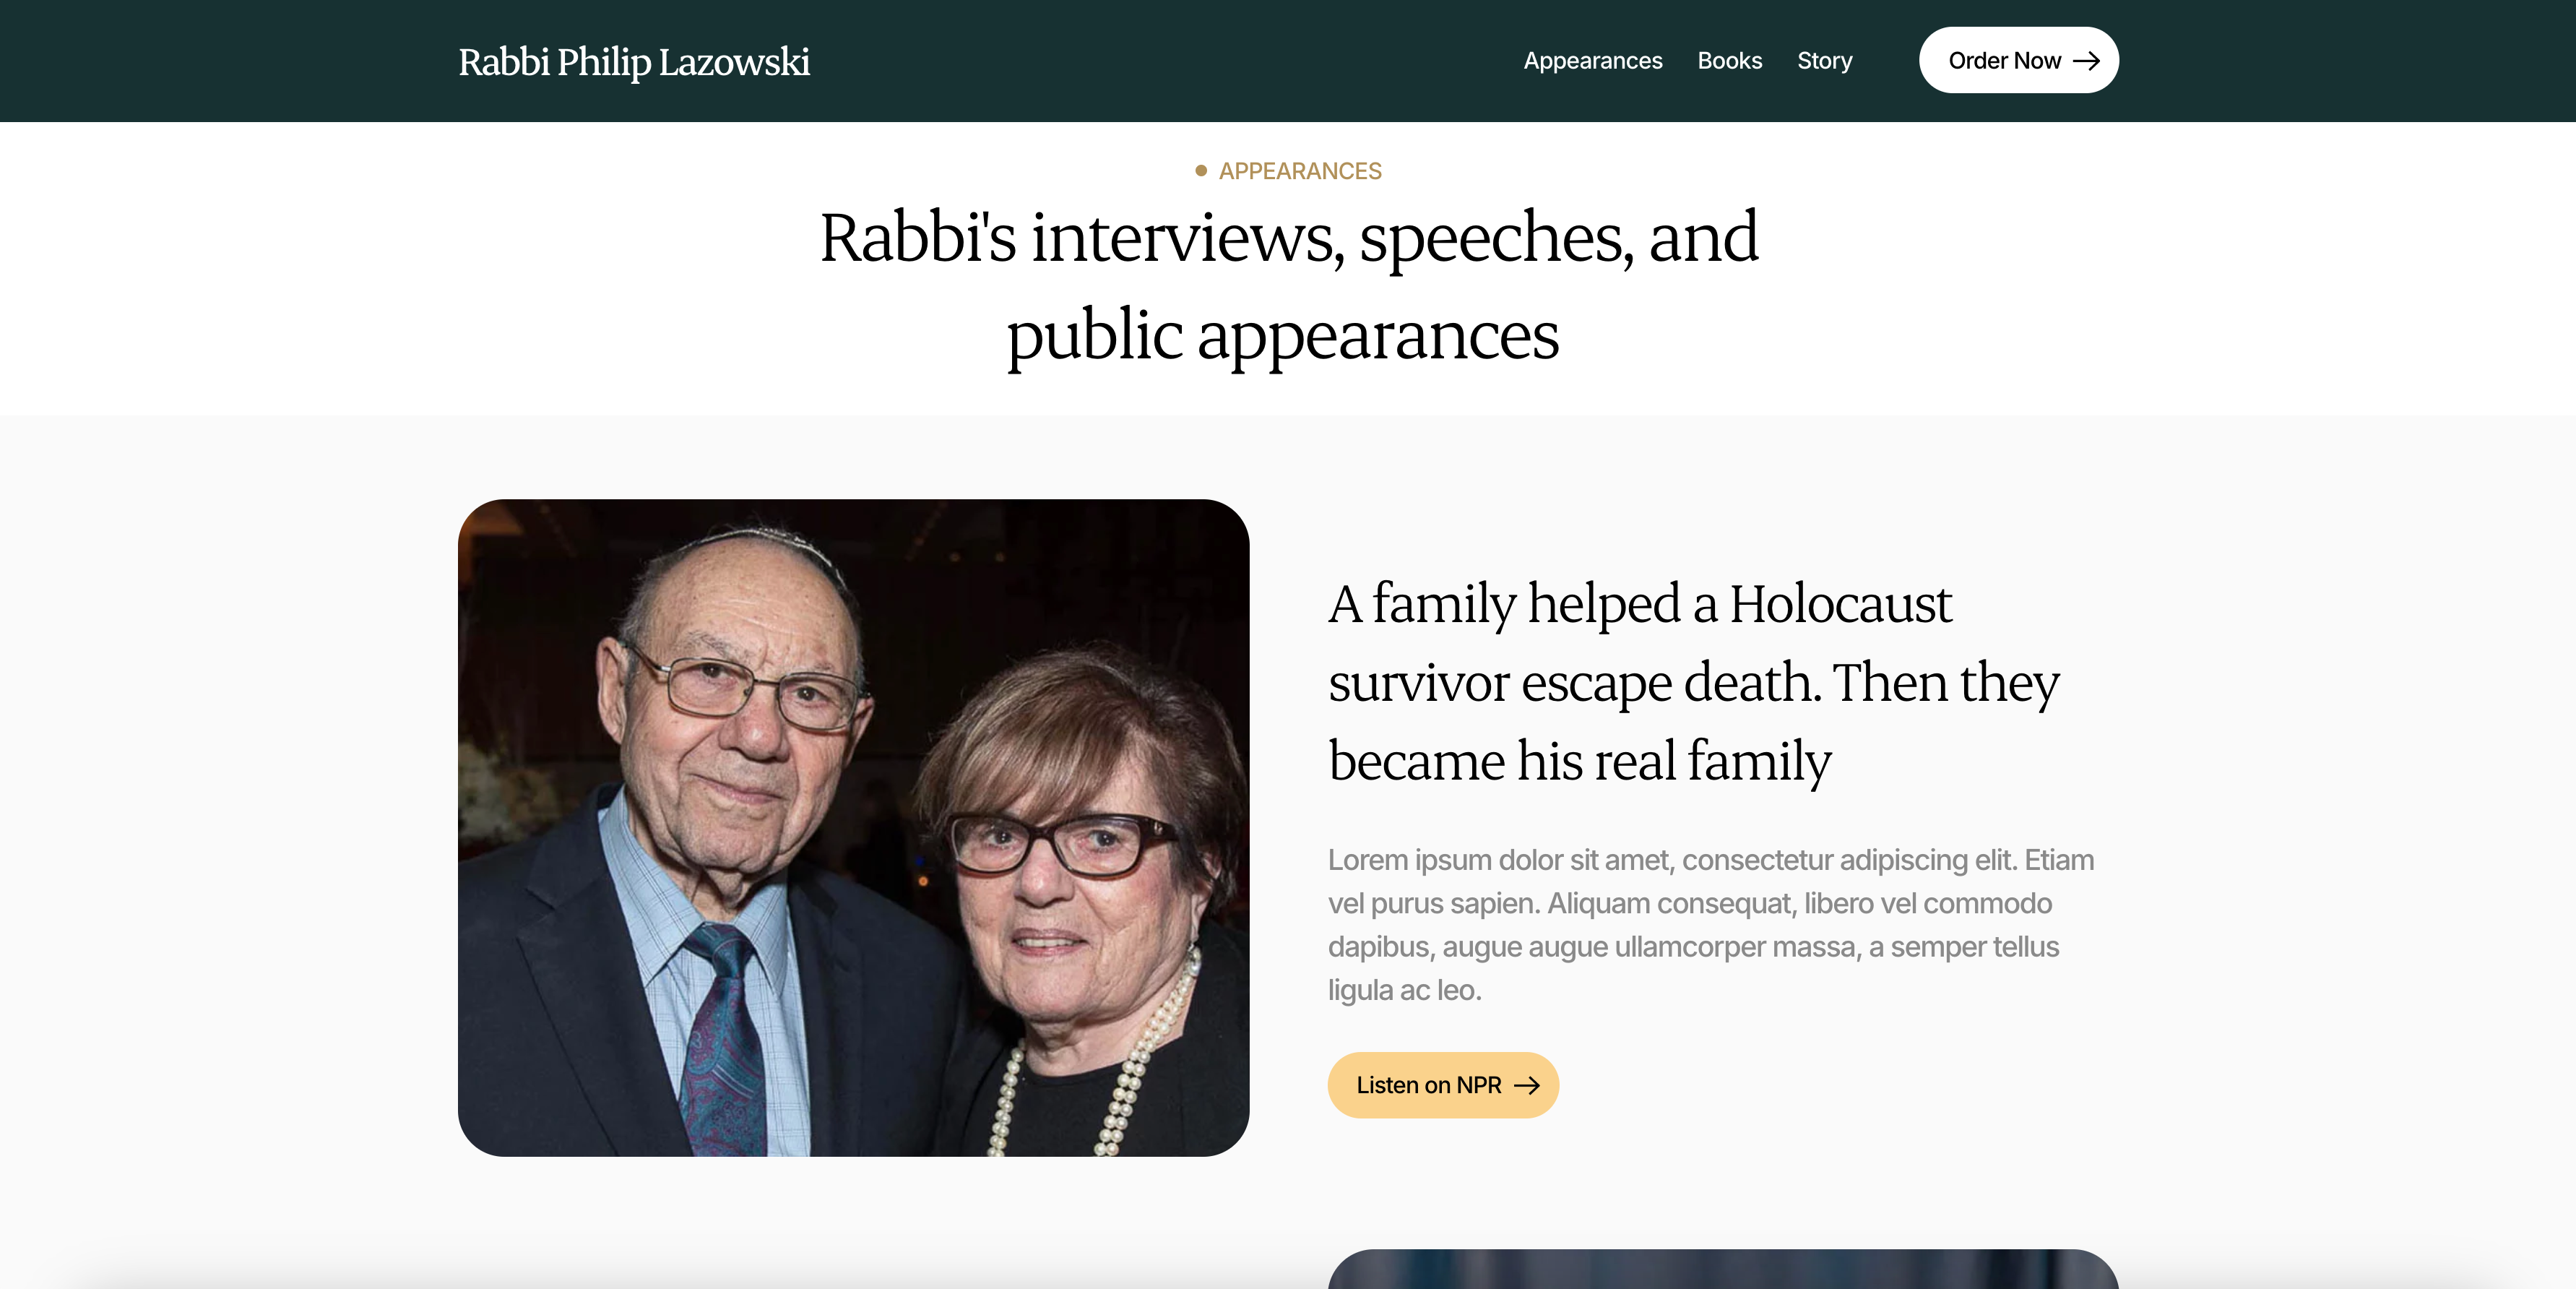 Rabbi Philip Lazowski
Appearances
Books
Story
Order Now
APPEARANCES
Rabbi's interviews, speeches, and
public appearances
A family helped a Holocaust
survivor escape death. Then they
became his real family
Lorem ipsum dolor sit amet, consectetur adipiscing elit. Etiam
vel purus sapien. Aliquam consequat, libero vel commodo
dapibus, augue augue ullamcorper massa, a semper tellus
ligula ac leo.
Listen on NPR